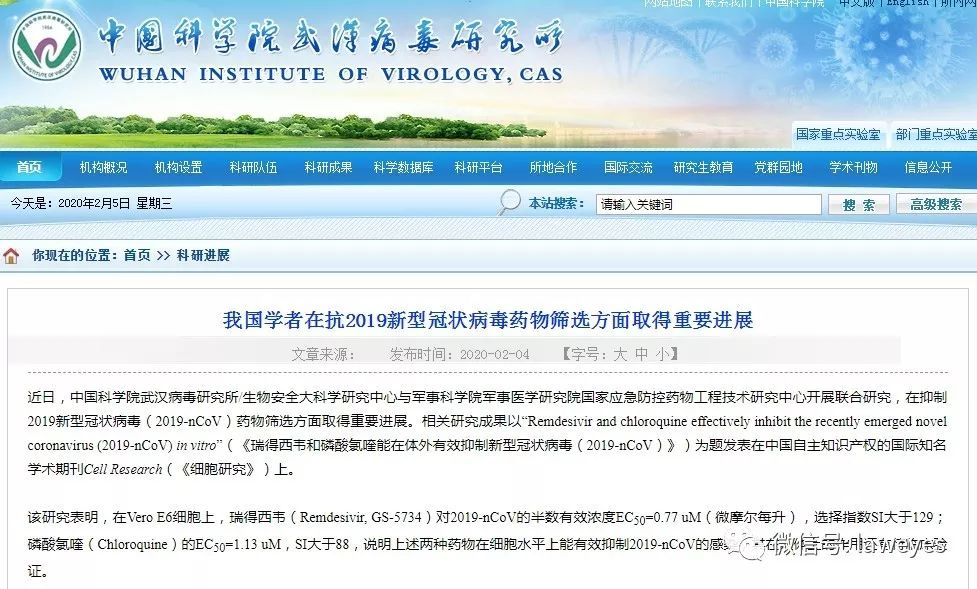 网站地图 | 联系我们 | 中国科学院 中文版 | English | 所内网
中国科学院武汉病毒研究所
WUHAN INSTITUTE OF VIROLOGY, CAS
国家重点实验室 部门重点实验室
首页 机构概况 机构设置 科研队伍 科研成果 科学数据库 科研平台 所地合作 国际交流 研究生教育 党群园地 学术刊物 信息公开
今天是：2020年2月5日 星期三 本站搜索： 请输入关键词 搜 索 高级搜索
你现在的位置：首页 >> 科研进展
我国学者在抗2019新型冠状病毒药物筛选方面取得重要进展
文章来源： 发布时间：2020-02-04 【字号：大 中 小】
近日，中国科学院武汉病毒研究所/生物安全大科学研究中心与军事科学院军事医学研究院国家应急防控药物工程技术研究中心开展联合研究，在抑制
2019新型冠状病毒（2019-nCoV）药物筛选方面取得重要进展。相关研究成果以“Remdesivir and chloroquine effectively inhibit the recently emerged novel
coronavirus (2019-nCoV) in vitro”（《瑞得西韦和磷酸氯喹能在体外有效抑制新型冠状病毒（2019-nCoV）》）为题发表在中国自主知识产权的国际知名
学术期刊Cell Research（《细胞研究》）上。
该研究表明，在Vero E6细胞上，瑞得西韦（Remdesivir, GS-5734）对2019-nCoV的半数有效浓度EC50=0.77 uM（微摩尔每升），选择指数SI大于129；
磷酸氯喹（Chloroquine）的EC50=1.13 uM，SI大于88，说明上述两种药物在细胞水平上能有效抑制2019-nCoV的感
证。
微信号: laweyes